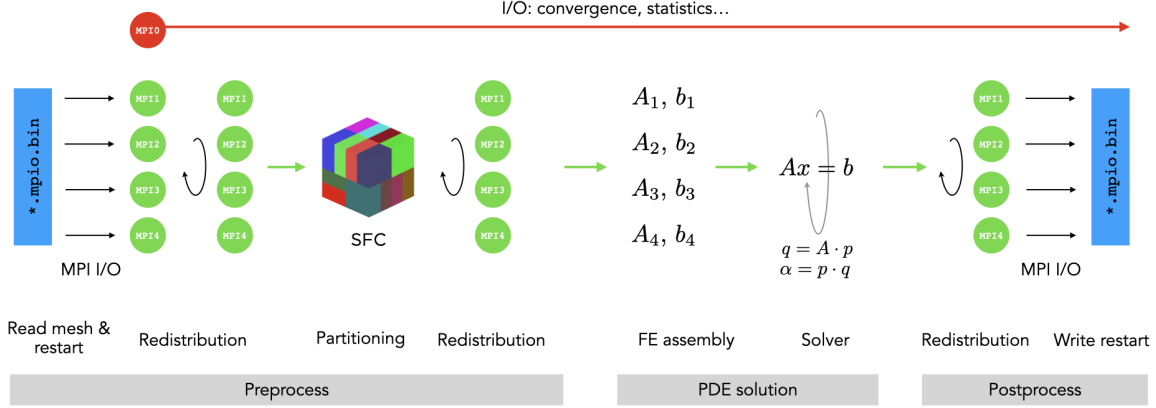 I/O: convergence, statistics…
MPI0
*.mpio.bin
MPI1
MPI2
MPI3
MPI4
MPI I/O
MPI1
MPI2
MPI3
MPI4
SFC
MPI1
MPI2
MPI3
MPI4
A₁, b₁
A₂, b₂
A₃, b₃
A₄, b₄
Ax = b
q = A · p
α = p · q
MPI1
MPI2
MPI3
MPI4
MPI I/O
*.mpio.bin
Read mesh &
restart
Redistribution
Partitioning
Redistribution
FE assembly
Solver
Redistribution
Write restart
Preprocess
PDE solution
Postprocess